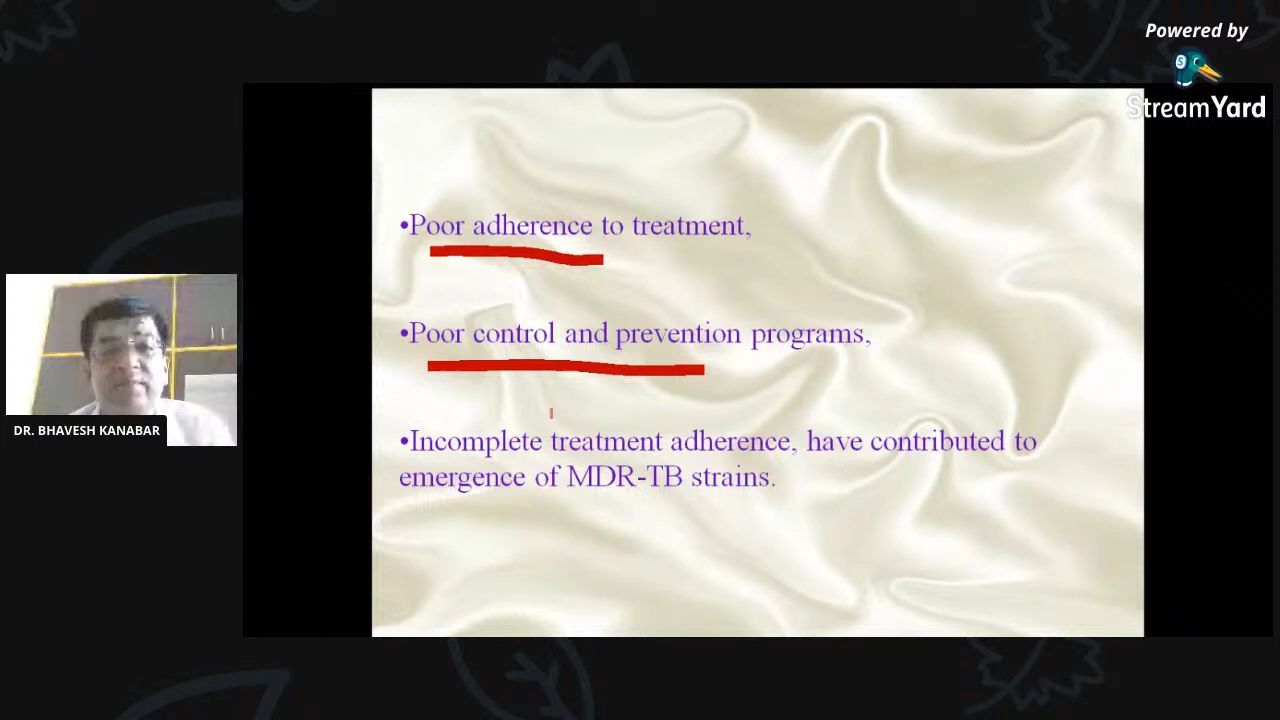 Powered by
StreamYard
•Poor adherence to treatment,
•Poor control and prevention programs,
•Incomplete treatment adherence, have contributed to
emergence of MDR-TB strains.
DR. BHAVESH KANABAR